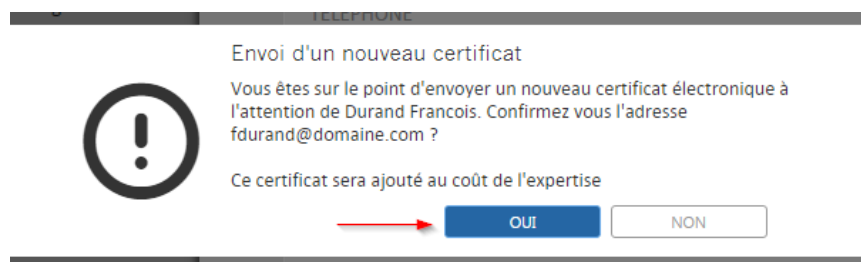 TELEPHONE
Envoi d'un nouveau certificat
Vous êtes sur le point d'envoyer un nouveau certificat électronique à
l'attention de Durand Francois. Confirmez vous l'adresse
fdurand@domaine.com ?
Ce certificat sera ajouté au coût de l'expertise
OUI NON